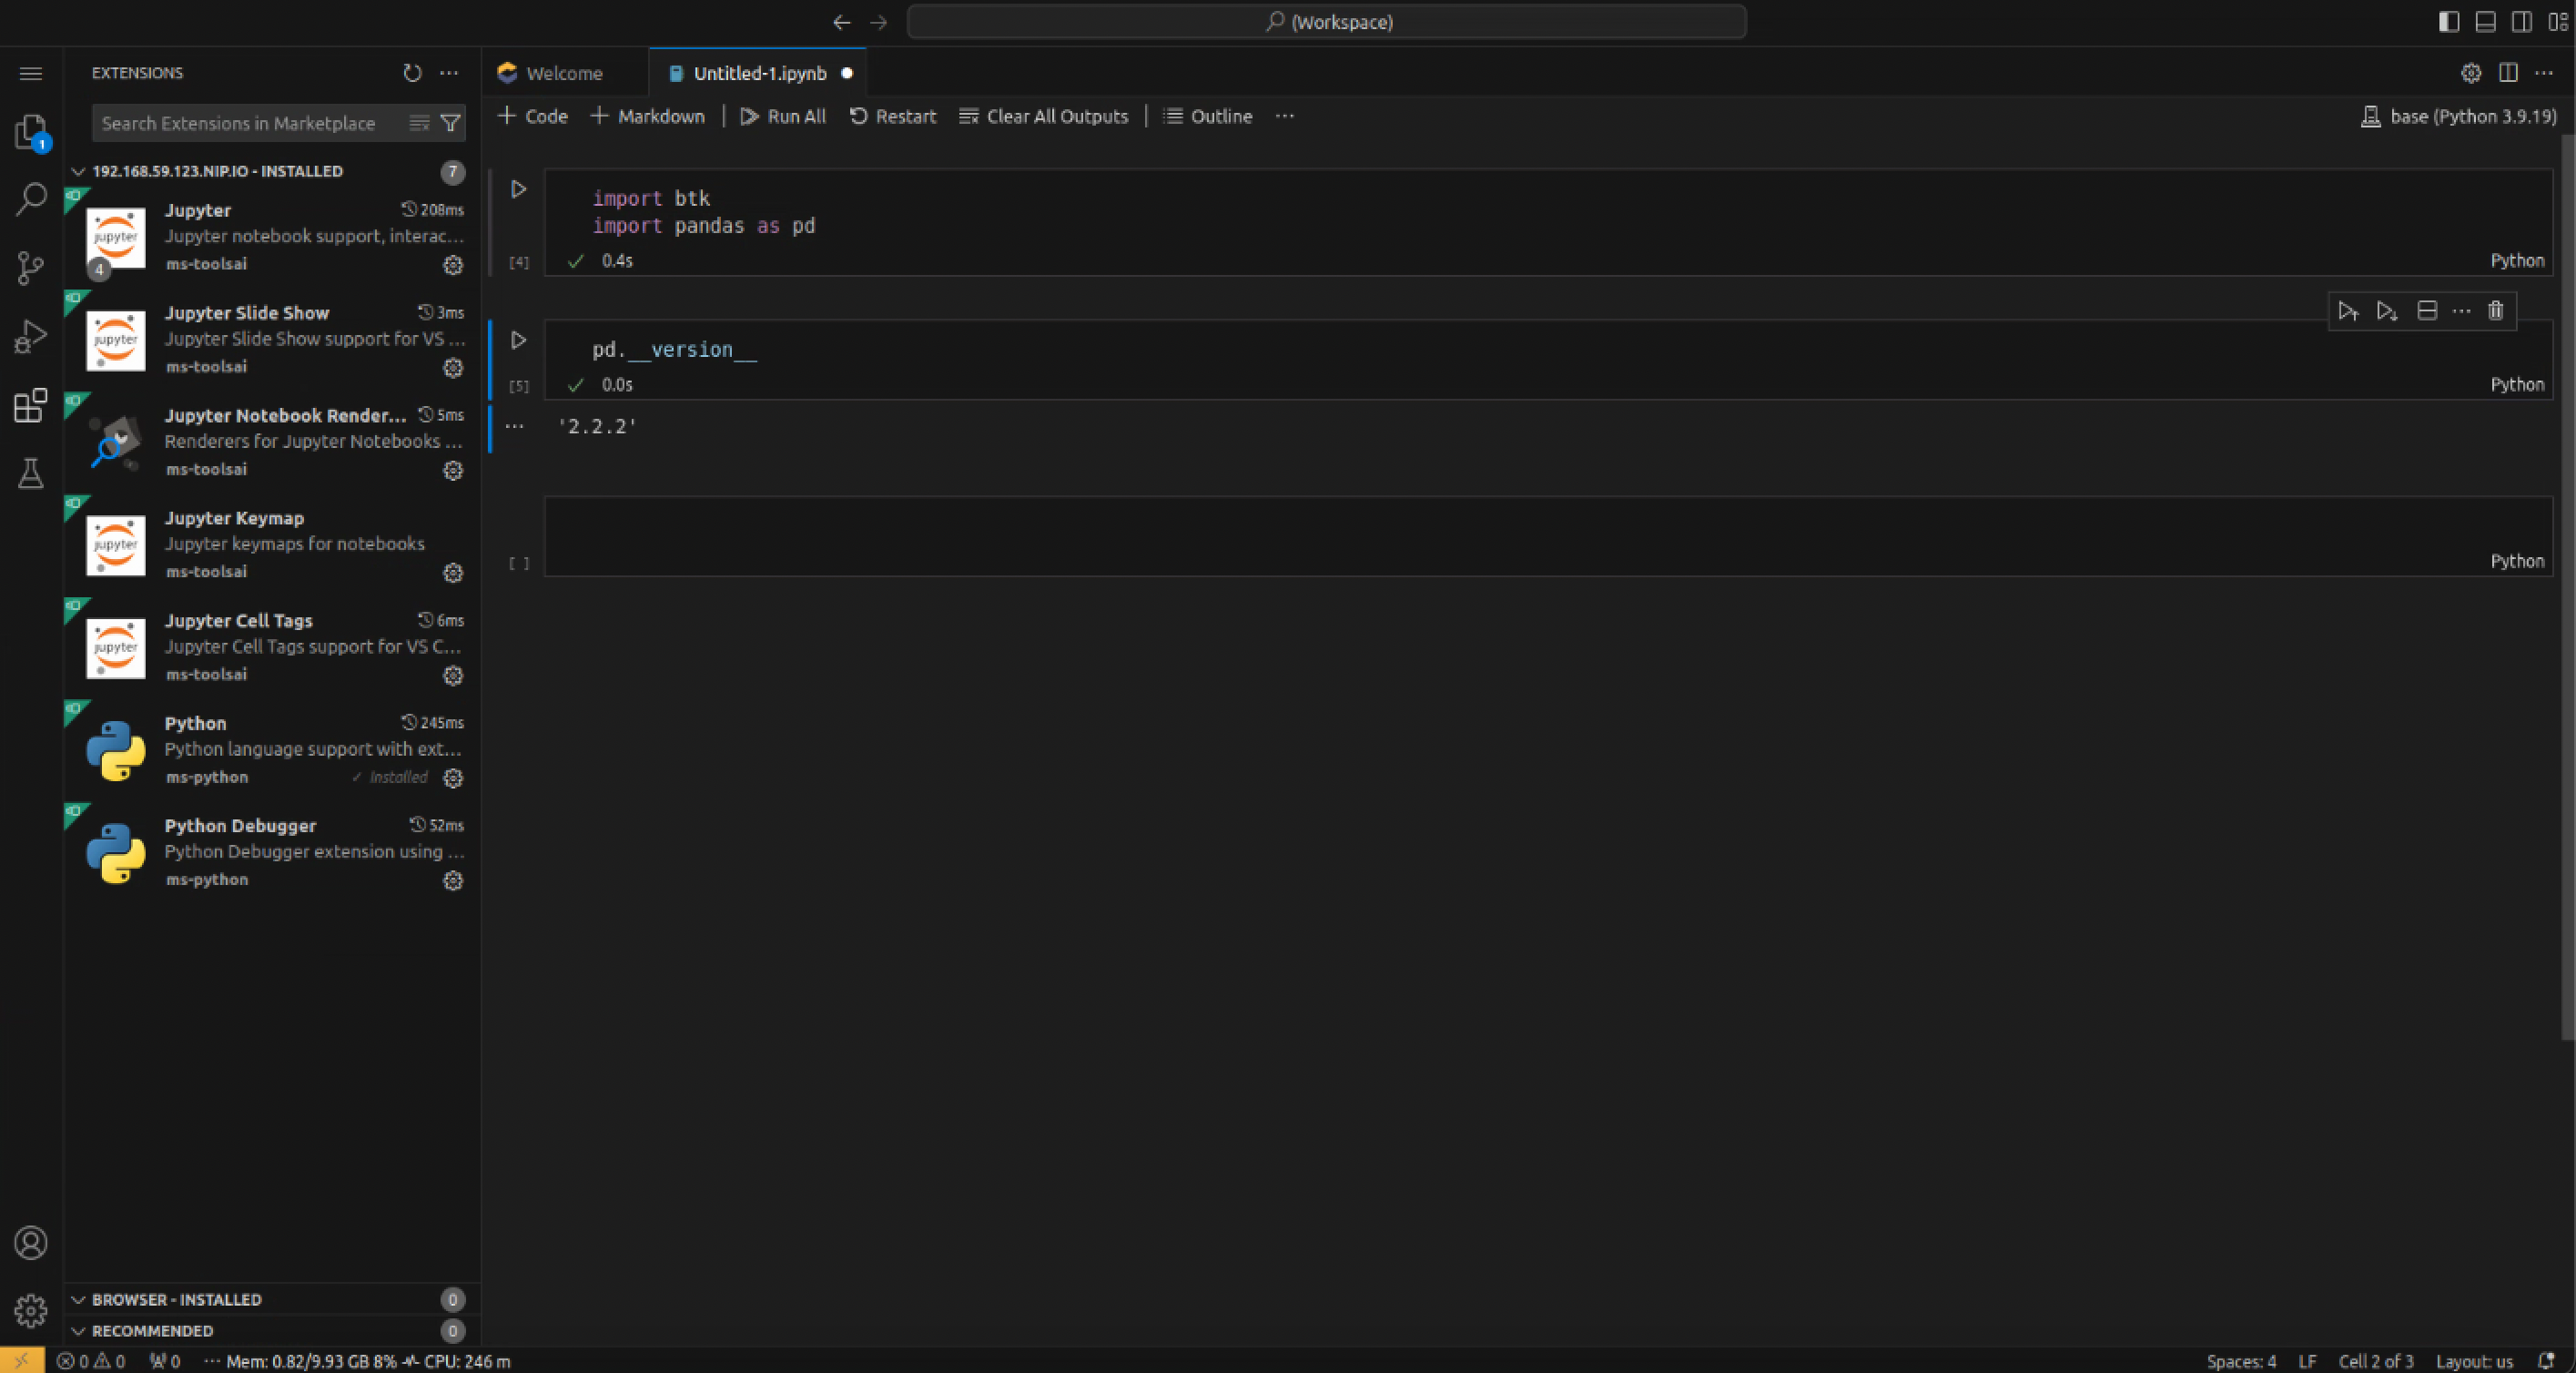 (Workspace)
EXTENSIONS
Welcome
Untitled-1.ipynb
1
Search Extensions in Marketplace
Code
Markdown
Run All
Restart
Clear All Outputs
Outline
...
base (Python 3.9.19)
192.168.59.123.NIP.IO - INSTALLED 7
Jupyter 208ms
Jupyter notebook support, interac...
ms-toolsai
jupyter
4
Jupyter Slide Show 3ms
Jupyter Slide Show support for VS ...
ms-toolsai
jupyter
Jupyter Notebook Render... 5ms
Renderers for Jupyter Notebooks ...
ms-toolsai
Jupyter Keymap
Jupyter keymaps for notebooks
ms-toolsai
jupyter
Jupyter Cell Tags 6ms
Jupyter Cell Tags support for VS C...
ms-toolsai
jupyter
Python 245ms
Python language support with ext...
ms-python ✓ Installed
Python Debugger 52ms
Python Debugger extension using ...
ms-python
BROWSER - INSTALLED 0
RECOMMENDED 0
import btk
import pandas as pd
[4] ✓ 0.4s Python
pd.__version__
[5] ✓ 0.0s Python
... '2.2.2'
[ ] Python
0 0 0 ... Mem: 0.82/9.93 GB 8% CPU: 246 m
Spaces: 4 LF Cell 2 of 3 Layout: us